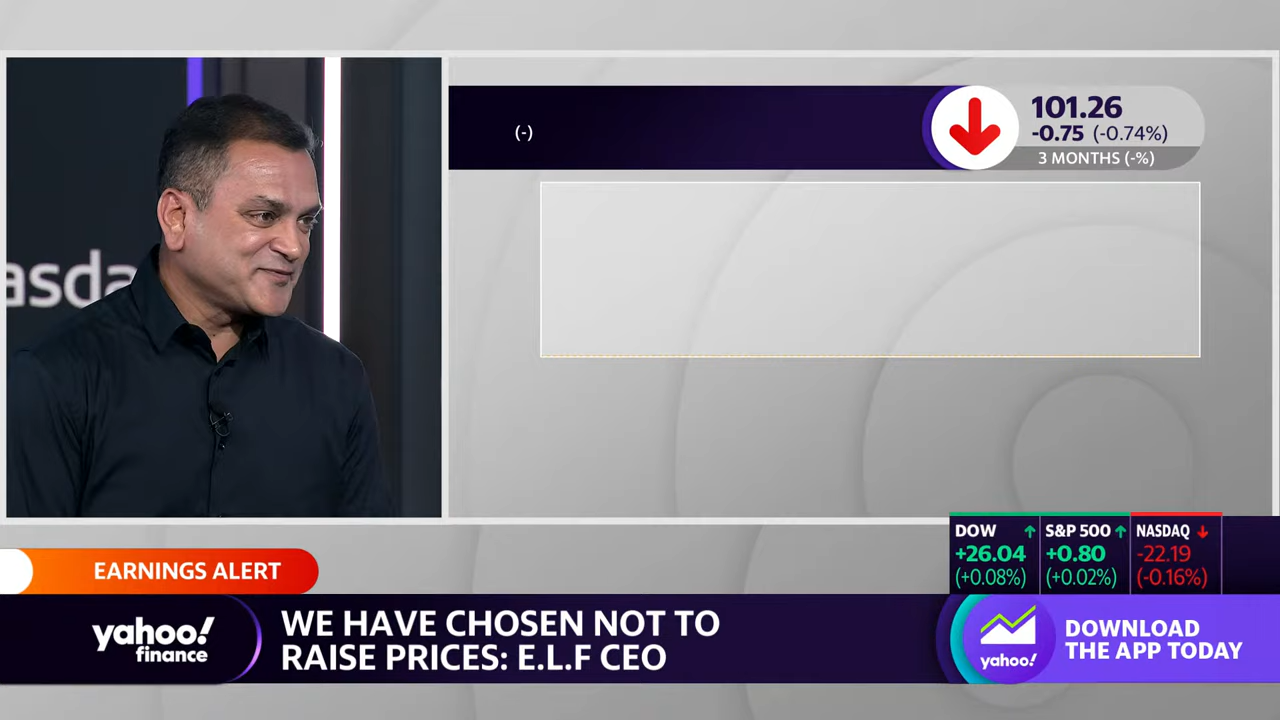 asda
(-)
101.26
-0.75 (-0.74%)
3 MONTHS (-%)
DOW
+26.04
(+0.08%)
S&P 500
+0.80
(+0.02%)
NASDAQ
-22.19
(-0.16%)
EARNINGS ALERT
yahoo!
finance
WE HAVE CHOSEN NOT TO
RAISE PRICES: E.L.F CEO
yahoo!
DOWNLOAD
THE APP TODAY